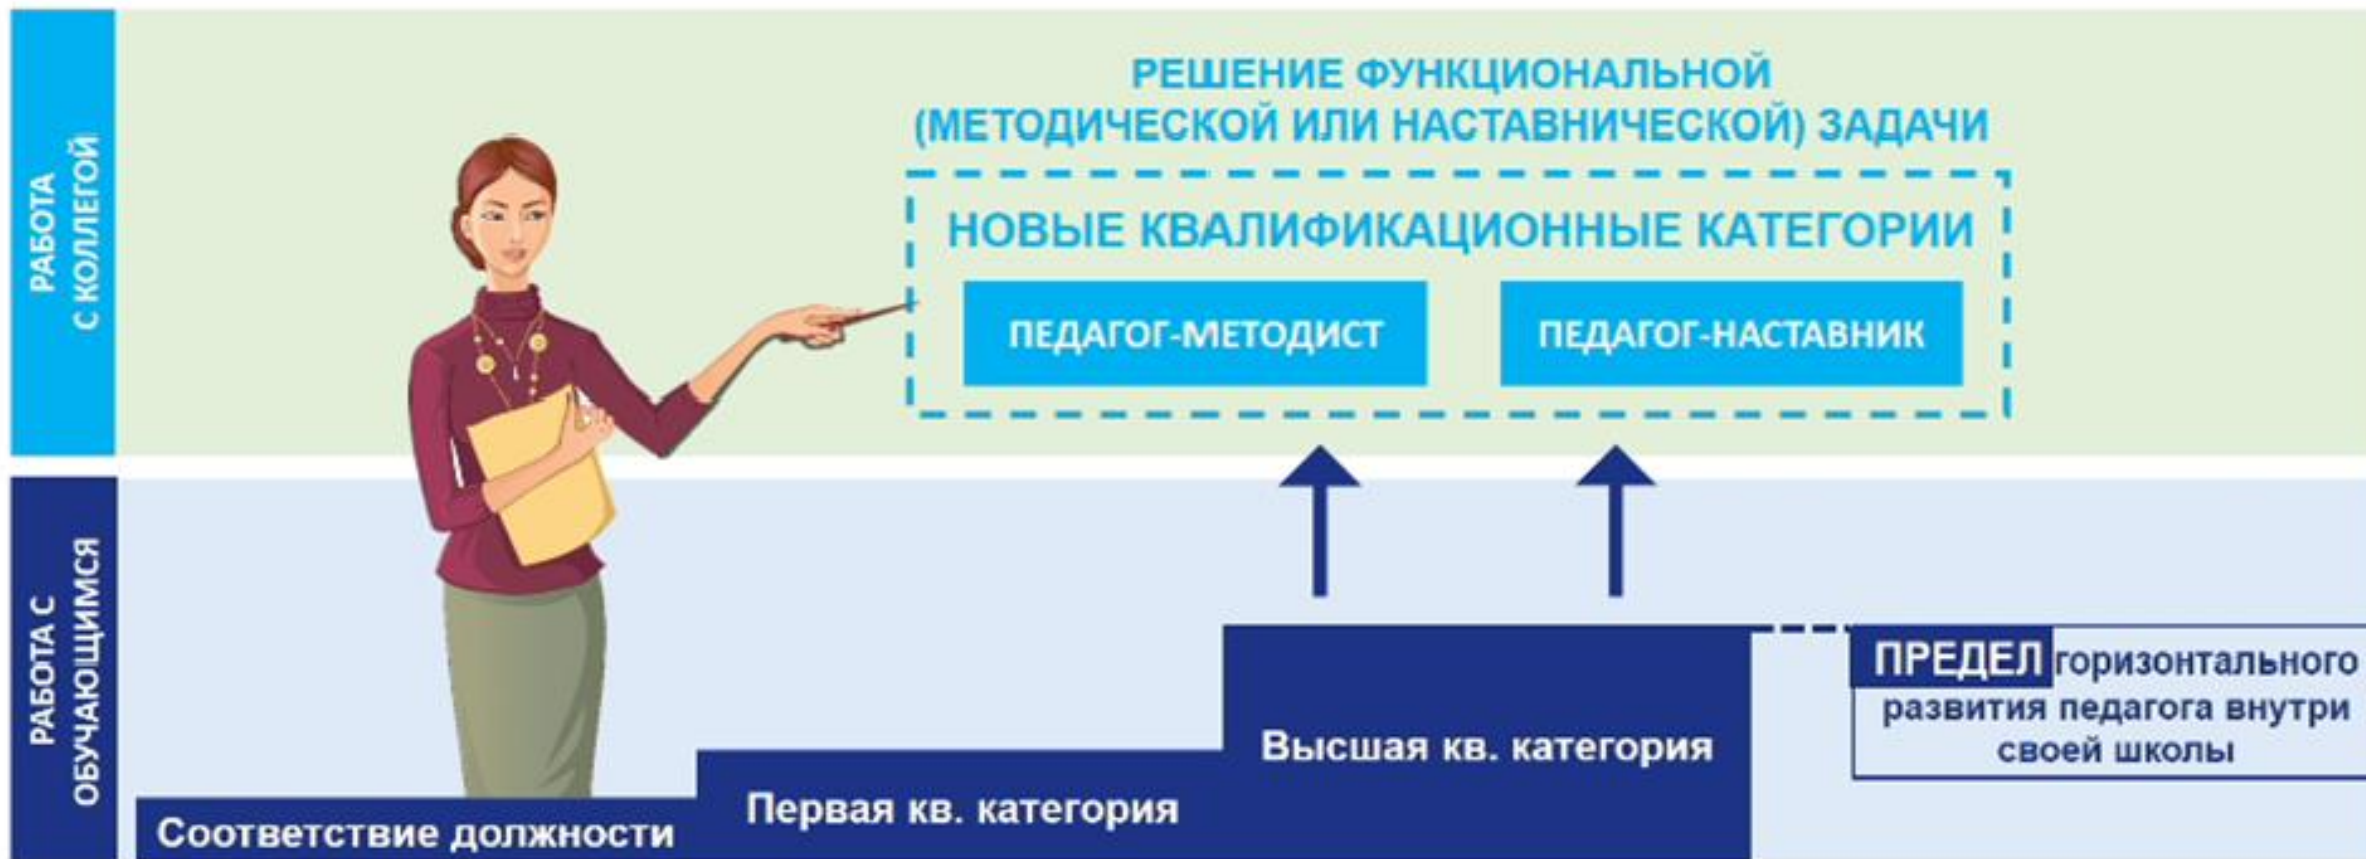 РАБОТА
С КОЛЛЕГОЙ
РЕШЕНИЕ ФУНКЦИОНАЛЬНОЙ
(МЕТОДИЧЕСКОЙ ИЛИ НАСТАВНИЧЕСКОЙ) ЗАДАЧИ
НОВЫЕ КВАЛИФИКАЦИОННЫЕ КАТЕГОРИИ
ПЕДАГОГ-МЕТОДИСТ
ПЕДАГОГ-НАСТАВНИК
РАБОТА С
ОБУЧАЮЩИМСЯ
Соответствие должности
Первая кв. категория
Высшая кв. категория
ПРЕДЕЛ горизонтального
развития педагога внутри
своей школы